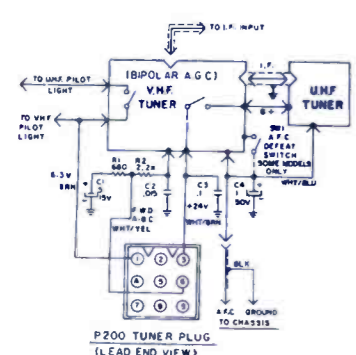 TO I.F. INPUT
(BIPOLAR A.G.C)
V.H.F.
TUNER
I.F.
U.H.F
TUNER
B+
TO U.H.F. PILOT
LIGHT
TO V.H.F
PILOT
LIGHT
SW1
A.F.C
DEFEAT
SWITCH
SOME MODELS
ONLY
WHT/BLU
R1
680
R2
2.2K
6.3V
BRN
C1
5
15V
C2
.05
C3
.1
C4
1
50V
+24V
WHT/BRN
FWD
WHT/YEL
BLK
1
2
3
4
5
6
7
8
9
A.F.C
GROUND
TO CHASSIS
P200 TUNER PLUG
(LEAD END VIEW)